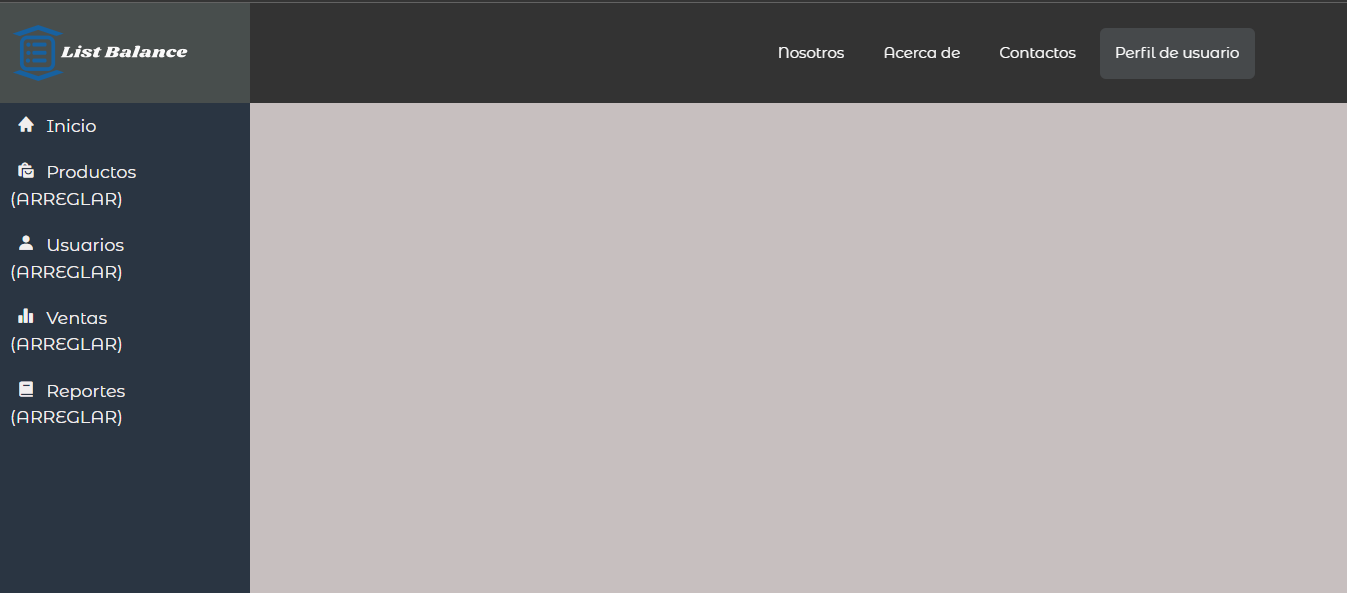 List Balance
Nosotros
Acerca de
Contactos
Perfil de usuario
Inicio
Productos
(ARREGLAR)
Usuarios
(ARREGLAR)
Ventas
(ARREGLAR)
Reportes
(ARREGLAR)